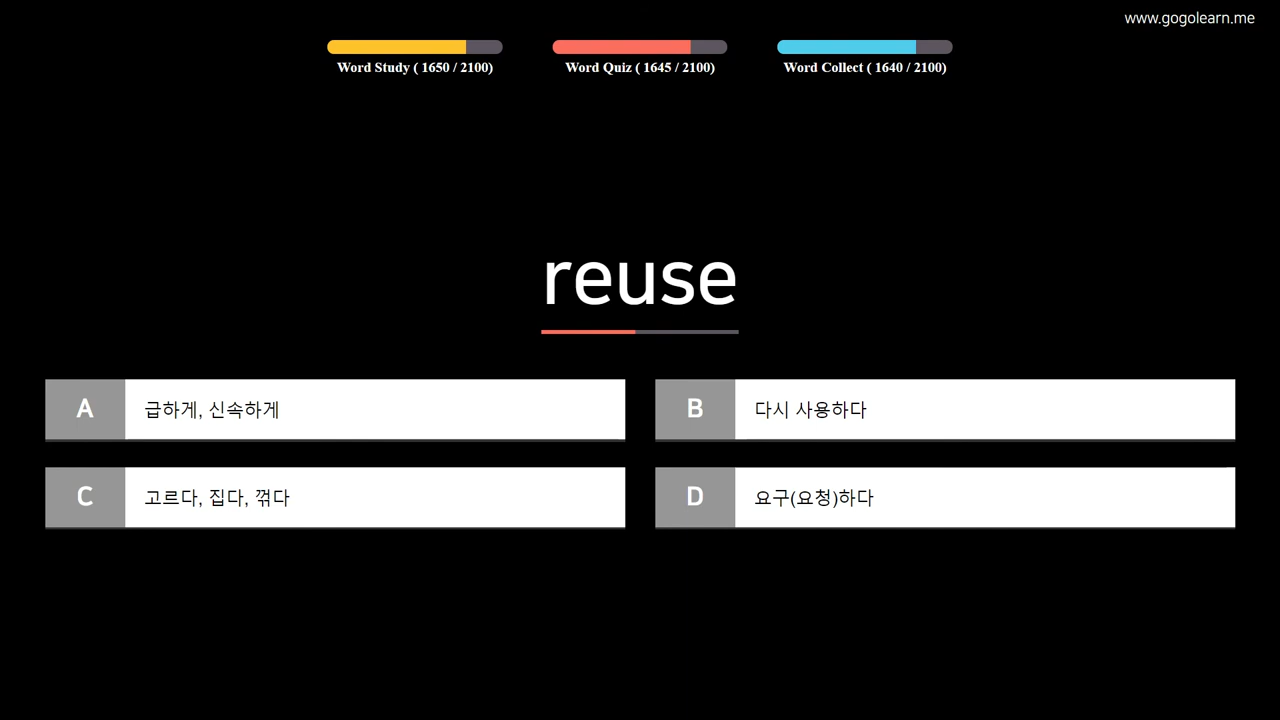 www.gogolearn.me
Word Study ( 1650 / 2100)
Word Quiz ( 1645 / 2100)
Word Collect ( 1640 / 2100)
reuse
A 급하게, 신속하게
B 다시 사용하다
C 고르다, 집다, 꺾다
D 요구(요청)하다